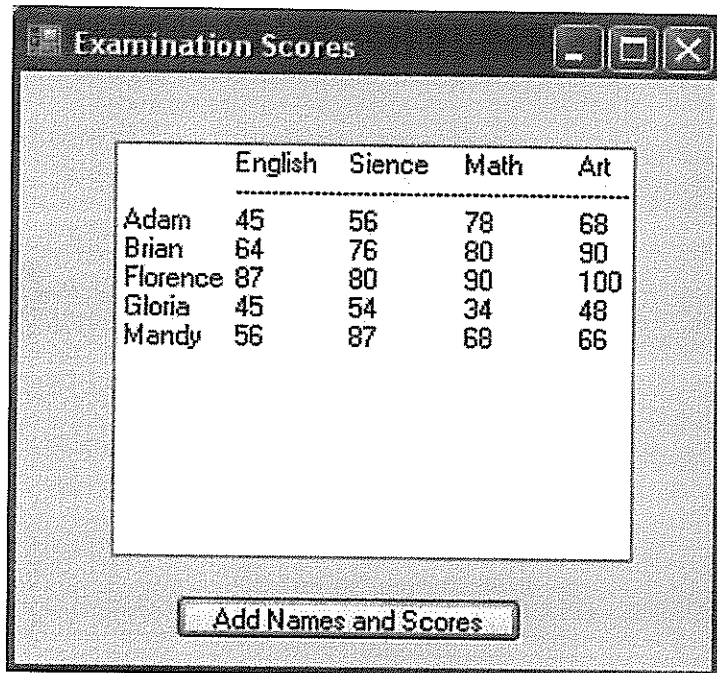 Examination Scores
English Sience Math Art
Adam 45 56 78 68
Brian 64 76 80 90
Florence 87 80 90 100
Gloria 45 54 34 48
Mandy 56 87 68 66
Add Names and Scores